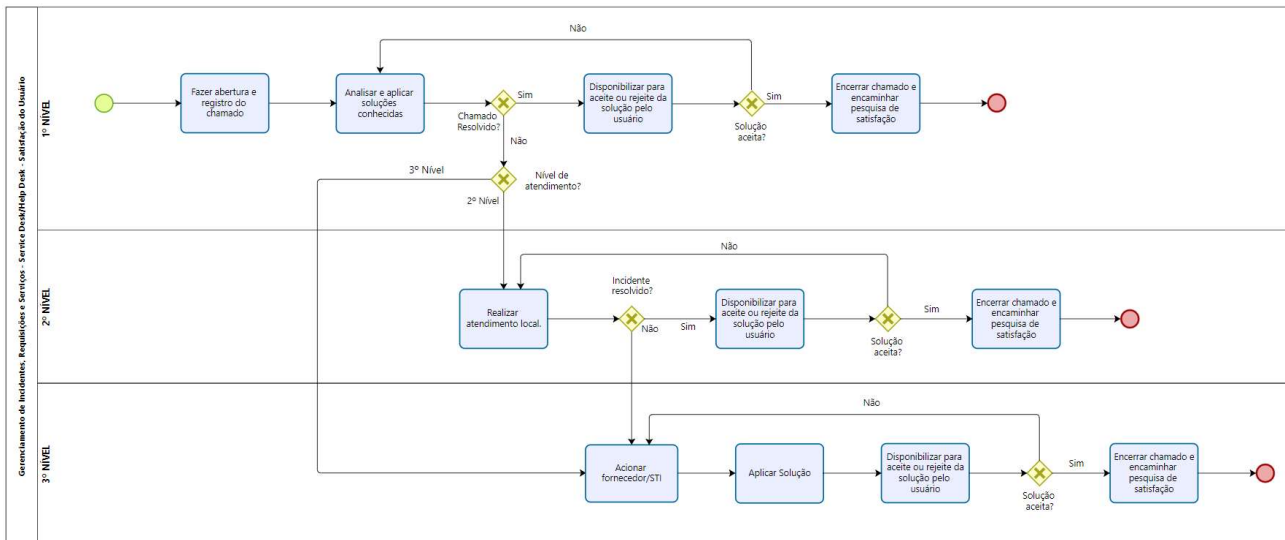 Gerenciamento de Incidentes, Requisições e Serviços - Service Desk/Help Desk - Satisfação do Usuário
1º NÍVEL
Fazer abertura e
registro do
chamado
Analisar e aplicar
soluções
conhecidas
Chamado
Resolvido?
Sim
Não
Disponibilizar para
aceite ou rejeite da
solução pelo
usuário
Não
Solução
aceita?
Sim
Encerrar chamado e
encaminhar
pesquisa de
satisfação
Nível de
atendimento?
3º Nível
2º Nível
2º NÍVEL
Realizar
atendimento local.
Incidente
resolvido?
Não
Sim
Disponibilizar para
aceite ou rejeite da
solução pelo
usuário
Não
Solução
aceita?
Sim
Encerrar chamado e
encaminhar
pesquisa de
satisfação
3º NÍVEL
Acionar
fornecedor/STI
Aplicar Solução
Disponibilizar para
aceite ou rejeite da
solução pelo
usuário
Não
Solução
aceita?
Sim
Encerrar chamado e
encaminhar
pesquisa de
satisfação